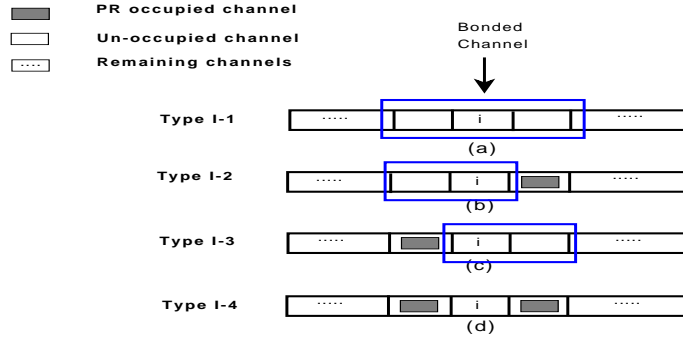 PR occupied channel
Un-occupied channel
.... Remaining channels
Bonded
Channel
Type I-1 ..... i .....
(a)
Type I-2 ..... i .....
(b)
Type I-3 ..... i .....
(c)
Type I-4 ..... i .....
(d)